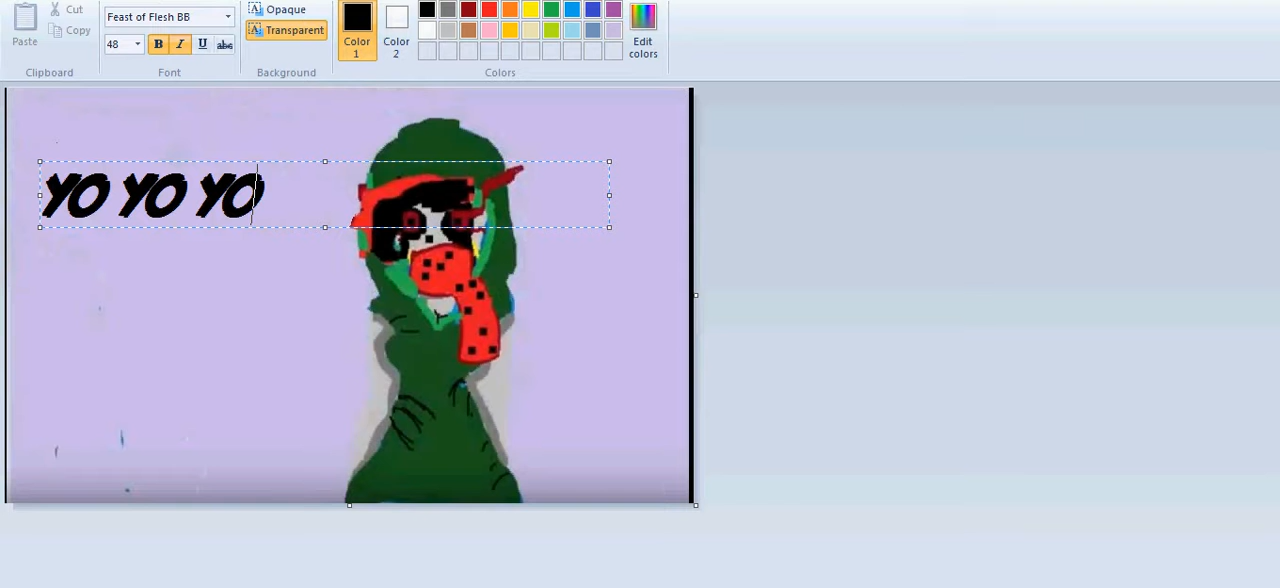 Cut
Copy
Paste
Clipboard
Feast of Flesh BB
48
B I U abc
Font
Opaque
Transparent
Background
Color 1
Color 2
Edit colors
Colors
YO YO YO